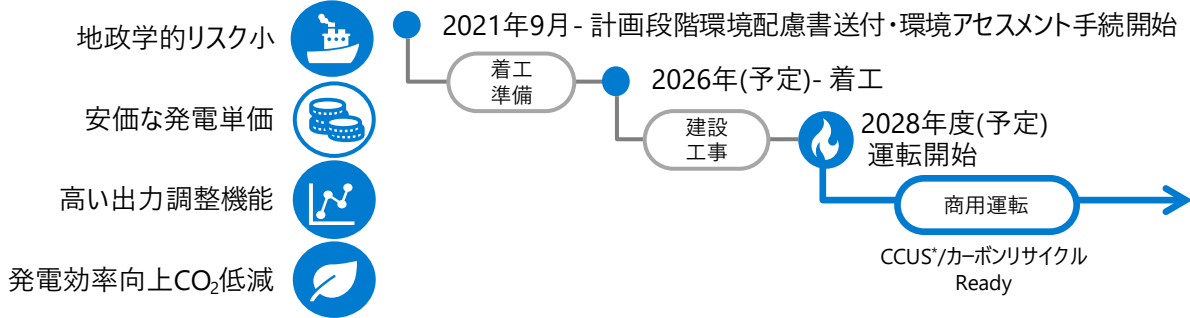 地政学的リスク小
安価な発電単価
高い出力調整機能
発電効率向上CO₂低減
2021年9月- 計画段階環境配慮書送付・環境アセスメント手続開始
着工
準備
2026年(予定)- 着工
建設
工事
2028年度(予定)
運転開始
商用運転
CCUS*/カーボンリサイクル
Ready